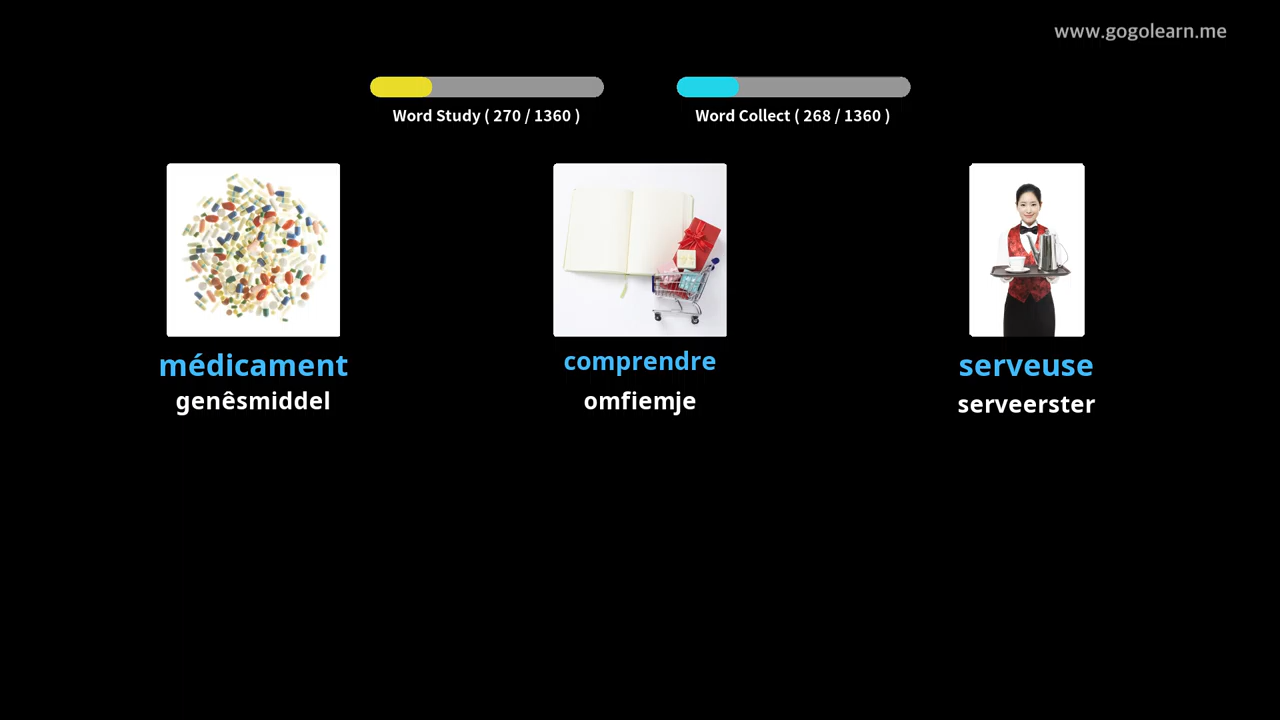 www.gogolearn.me
Word Study ( 270 / 1360 )
Word Collect ( 268 / 1360 )
médicament
comprendre
serveuse
genêsmiddel
omfiemje
serveerster